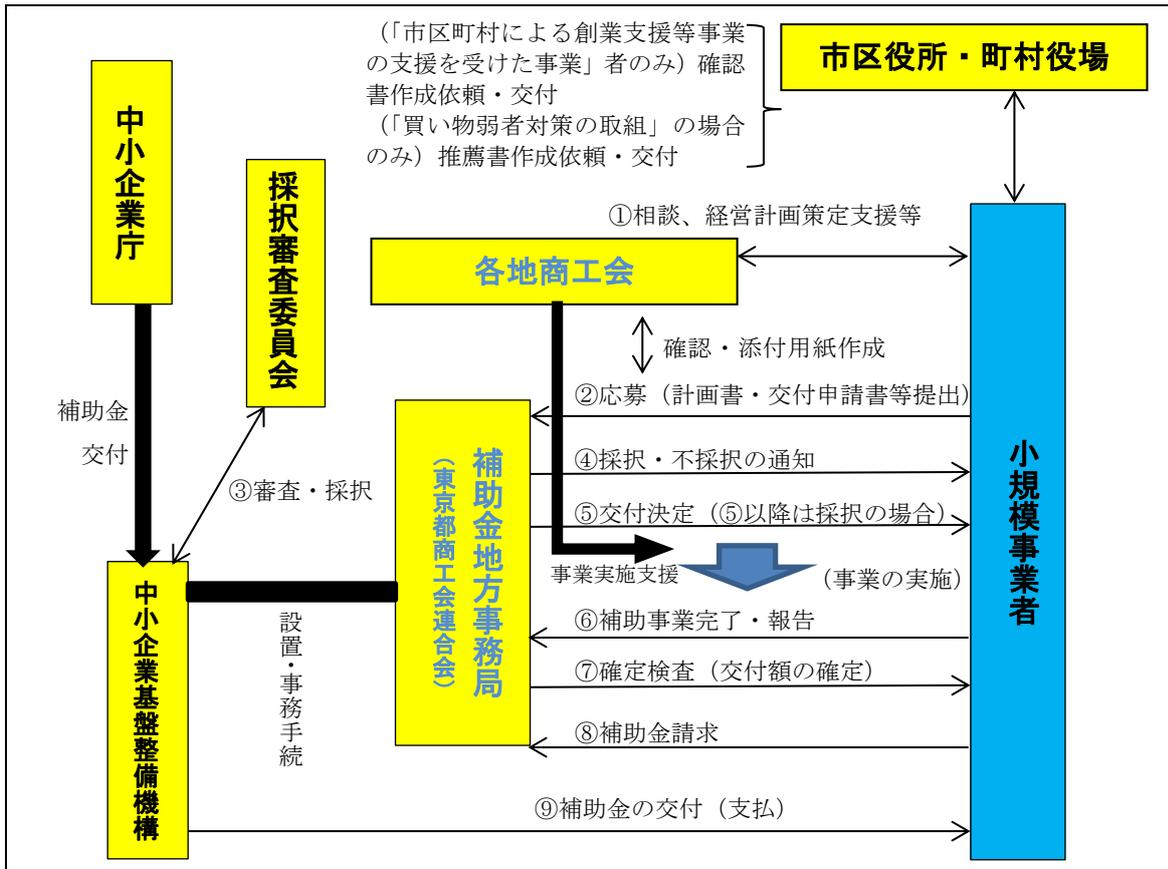 （「市区町村による創業支援等事業
の支援を受けた事業」者のみ）確認
書作成依頼・交付
（「買い物弱者対策の取組」の場合
のみ）推薦書作成依頼・交付
市区役所・町村役場
中小企業庁
採択審査委員会
①相談、経営計画策定支援等
各地商工会
確認・添付用紙作成
②応募（計画書・交付申請書等提出）
補助金
交付
③審査・採択
補助金地方事務局
（東京都商工会連合会）
④採択・不採択の通知
⑤交付決定（⑤以降は採択の場合）
小規模事業者
事業実施支援
（事業の実施）
中小企業基盤整備機構
設置・事務手続
⑥補助事業完了・報告
⑦確定検査（交付額の確定）
⑧補助金請求
⑨補助金の交付（支払）